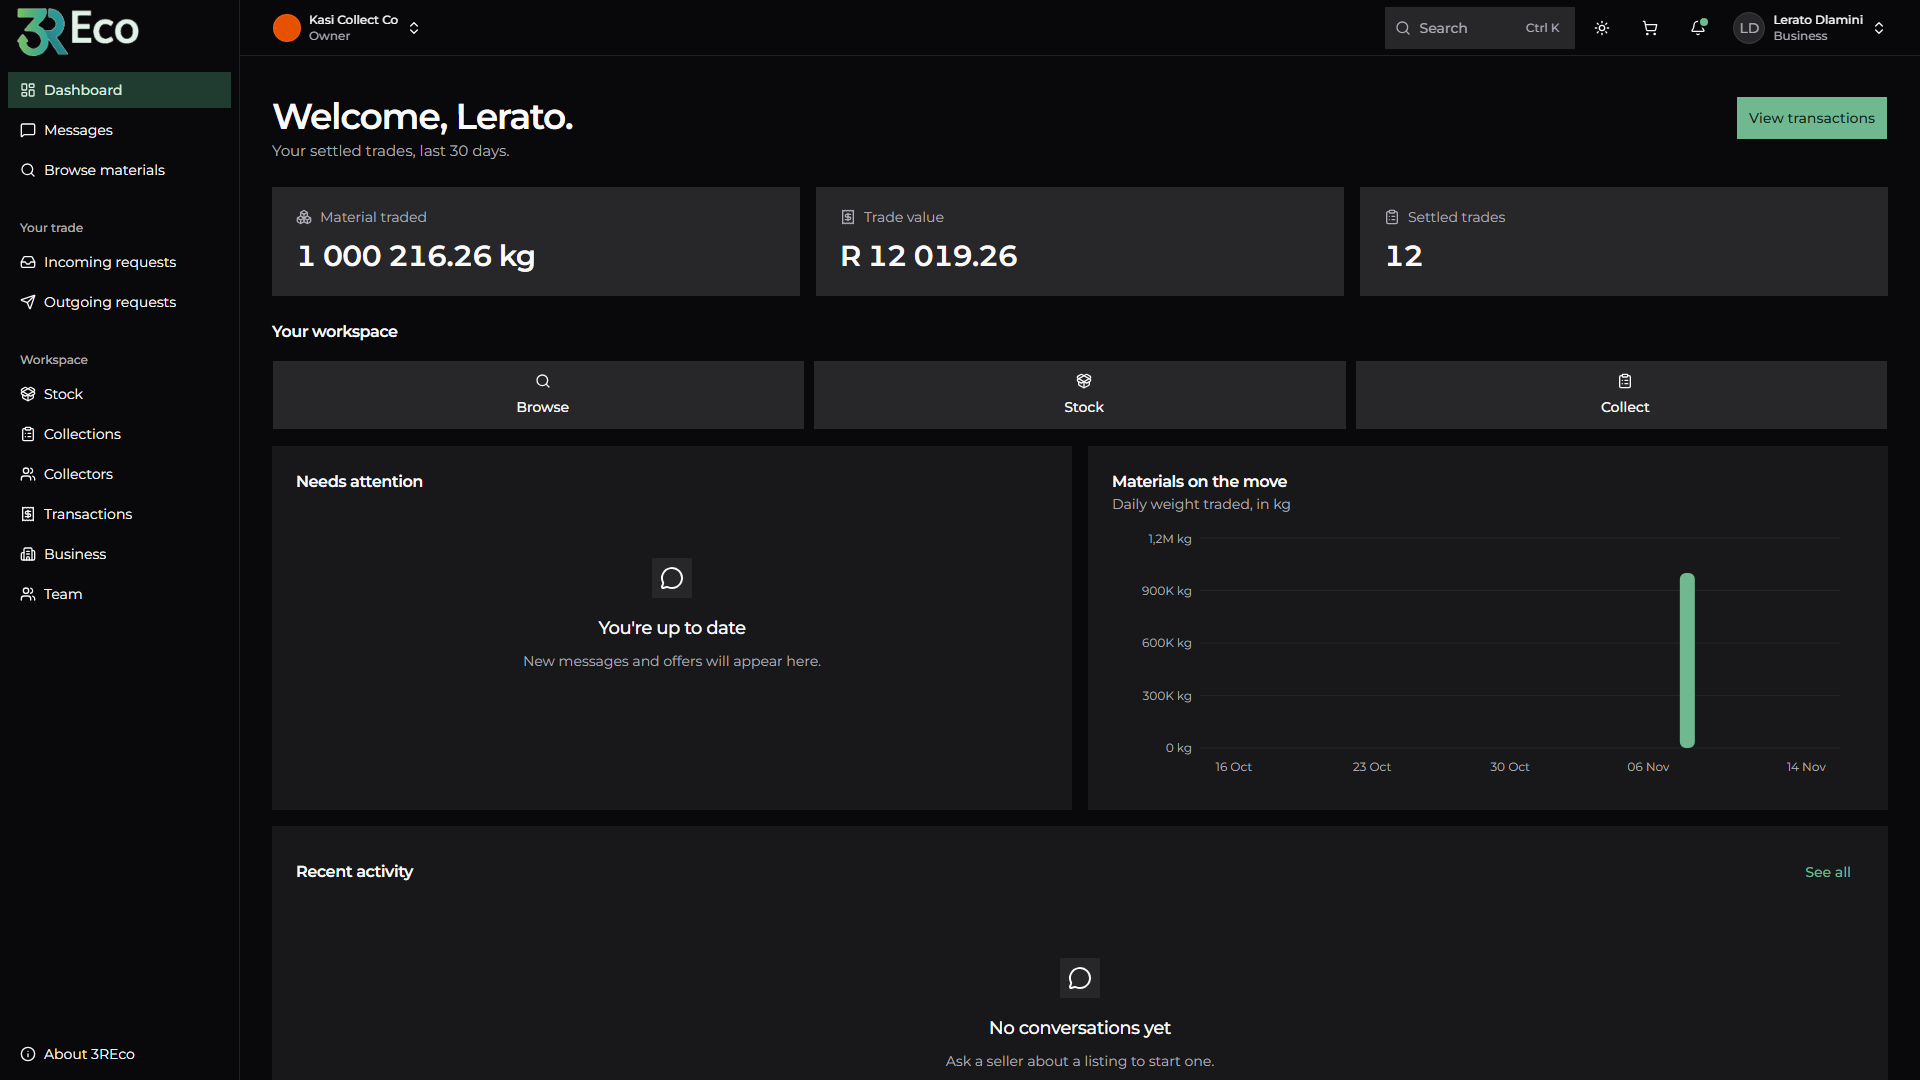 3REco
Kasi Collect Co
Owner
Search
Ctrl K
LD
Lerato Dlamini
Business
Dashboard
Messages
Browse materials
Your trade
Incoming requests
Outgoing requests
Workspace
Stock
Collections
Collectors
Transactions
Business
Team
About 3REco
Welcome, Lerato.
Your settled trades, last 30 days.
View transactions
Material traded
1 000 216.26 kg
Trade value
R 12 019.26
Settled trades
12
Your workspace
Browse
Stock
Collect
Needs attention
You're up to date
New messages and offers will appear here.
Materials on the move
Daily weight traded, in kg
1,2M kg
900K kg
600K kg
300K kg
0 kg
16 Oct
23 Oct
30 Oct
06 Nov
14 Nov
Recent activity
See all
No conversations yet
Ask a seller about a listing to start one.